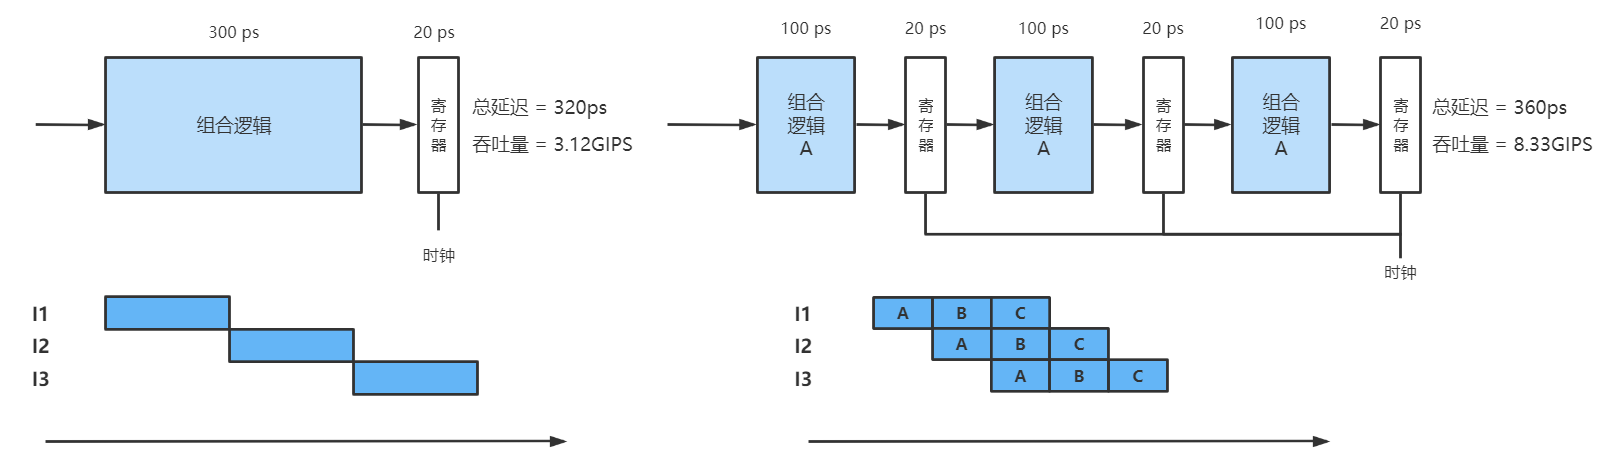 300 ps
20 ps
组合逻辑
寄
存
器
总延迟 = 320ps
吞吐量 = 3.12GIPS
时钟
I1
I2
I3
100 ps
20 ps
100 ps
20 ps
100 ps
20 ps
组合
逻辑
A
寄
存
器
组合
逻辑
A
寄
存
器
组合
逻辑
A
寄
存
器
总延迟 = 360ps
吞吐量 = 8.33GIPS
时钟
I1
A B C
I2
A B C
I3
A B C